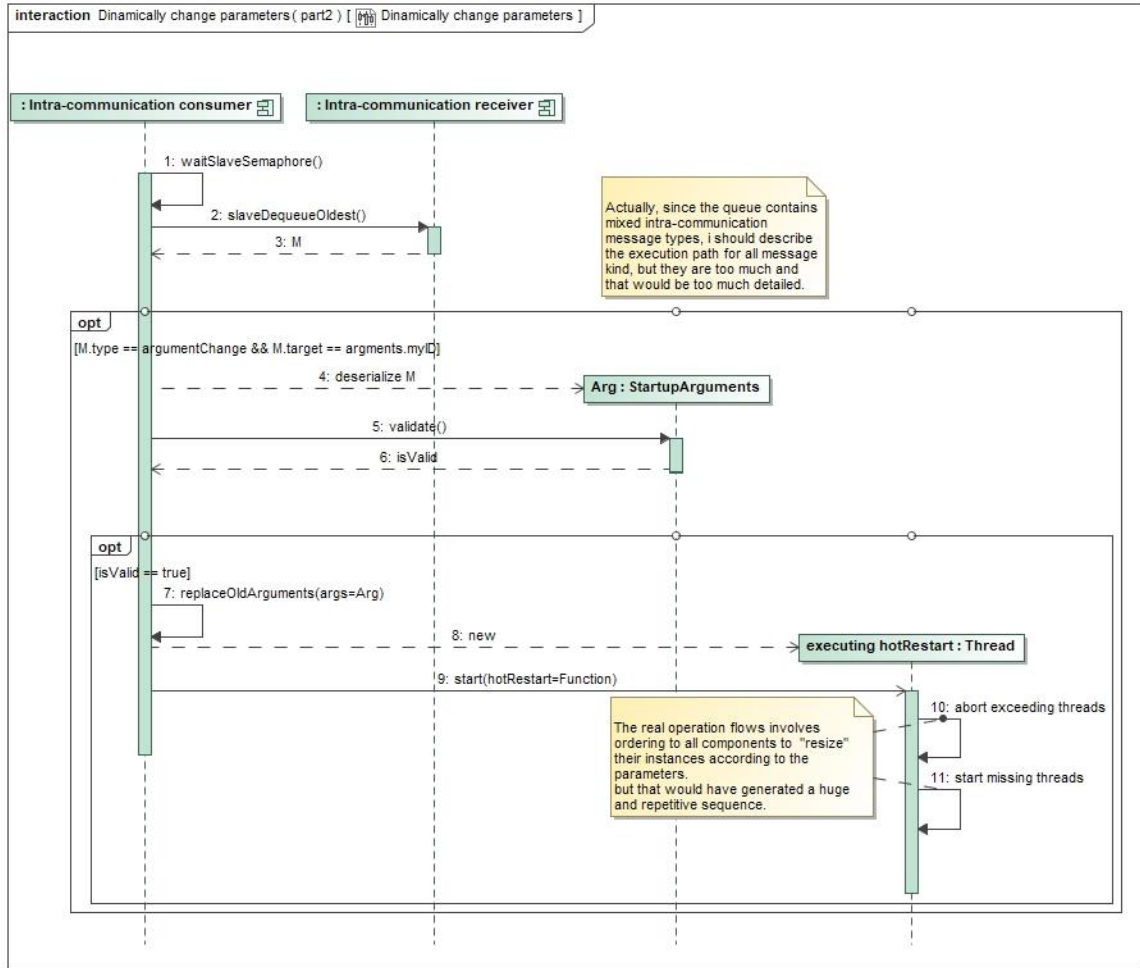 interaction Dinamically change parameters( part2 ) [ Dinamically change parameters ]
: Intra-communication consumer
: Intra-communication receiver
1: waitSlaveSemaphore()
2: slaveDequeueOldest()
3: M
Actually, since the queue contains
mixed intra-communication
message types, i should describe
the execution path for all message
kind, but they are too much and
that would be too much detailed.
opt
[M.type == argumentChange && M.target == argments.myID]
4: deserialize M
Arg : StartupArguments
5: validate()
6: isValid
opt
[isValid == true]
7: replaceOldArguments(args=Arg)
8: new
executing hotRestart : Thread
9: start(hotRestart=Function)
10: abort exceeding threads
The real operation flows involves
ordering to all components to "resize"
their instances according to the
parameters.
but that would have generated a huge
and repetitive sequence.
11: start missing threads